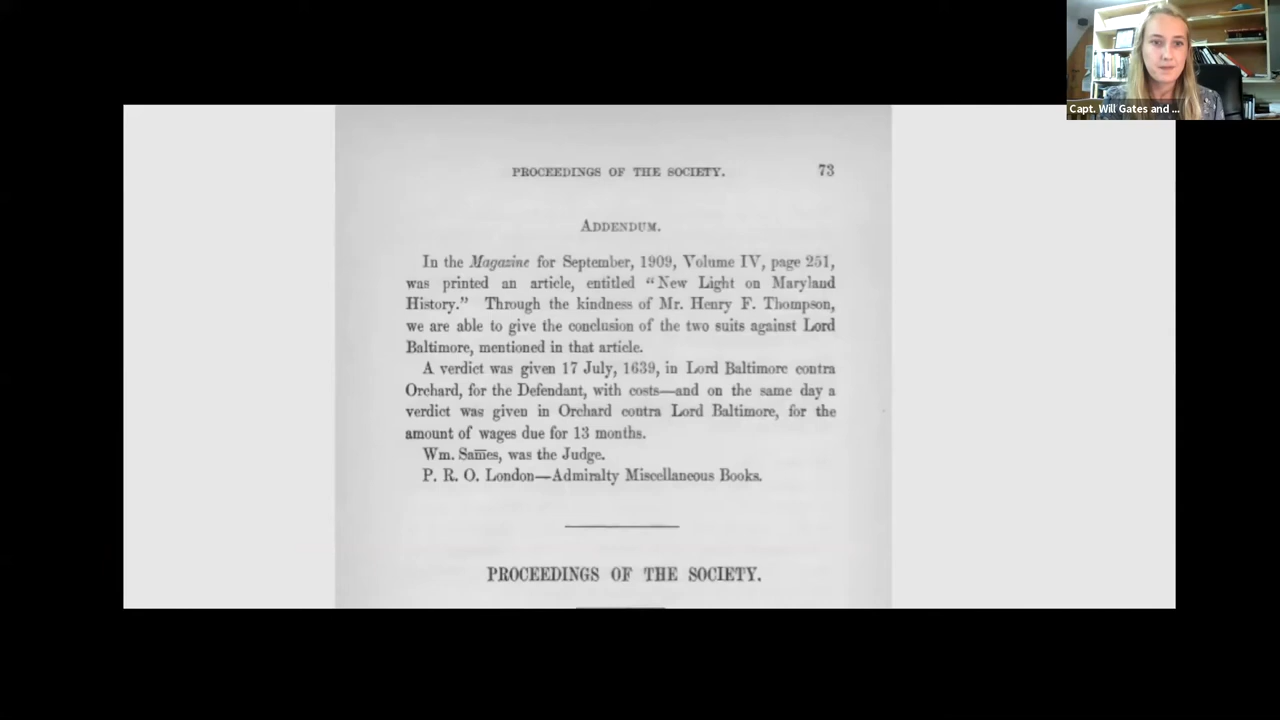 Capt. Will Gates and ...
PROCEEDINGS OF THE SOCIETY. 73
ADDENDUM.
In the Magazine for September, 1909, Volume IV, page 251,
was printed an article, entitled “New Light on Maryland
History.” Through the kindness of Mr. Henry F. Thompson,
we are able to give the conclusion of the two suits against Lord
Baltimore, mentioned in that article.
A verdict was given 17 July, 1639, in Lord Baltimore contra
Orchard, for the Defendant, with costs—and on the same day a
verdict was given in Orchard contra Lord Baltimore, for the
amount of wages due for 13 months.
Wm. Sam̅es, was the Judge.
P. R. O. London—Admiralty Miscellaneous Books.
PROCEEDINGS OF THE SOCIETY.